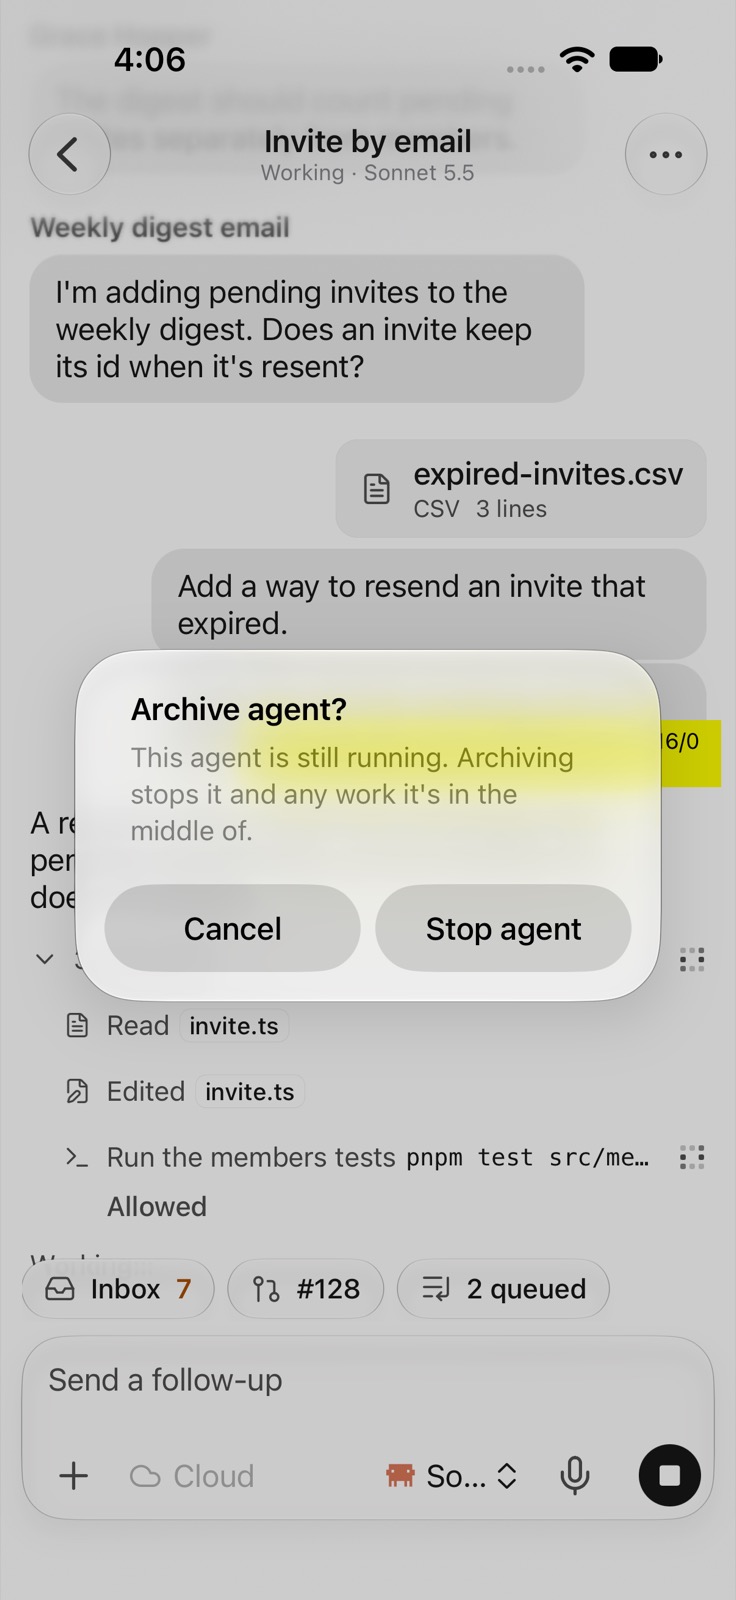 4:06
Invite by email
Working · Sonnet 5.5
Weekly digest email
I'm adding pending invites to the
weekly digest. Does an invite keep
its id when it's resent?
expired-invites.csv
CSV 3 lines
Add a way to resend an invite that
expired.
Archive agent?
16/0
This agent is still running. Archiving
stops it and any work it's in the
middle of.
Cancel
Stop agent
Read invite.ts
Edited invite.ts
Run the members tests pnpm test src/me…
Allowed
Inbox 7
#128
2 queued
Send a follow-up
Cloud
So...